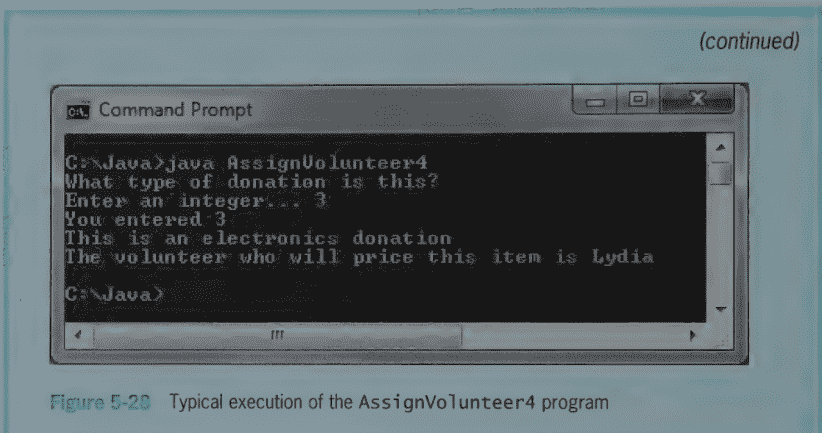 (continued)
Command Prompt
C:\Java>java AssignVolunteer4
What type of donation is this?
Enter an integer... 3
You entered 3
This is an electronics donation
The volunteer who will price this item is Lydia
C:\Java>
Figure 5-28 Typical execution of the AssignVolunteer4 program